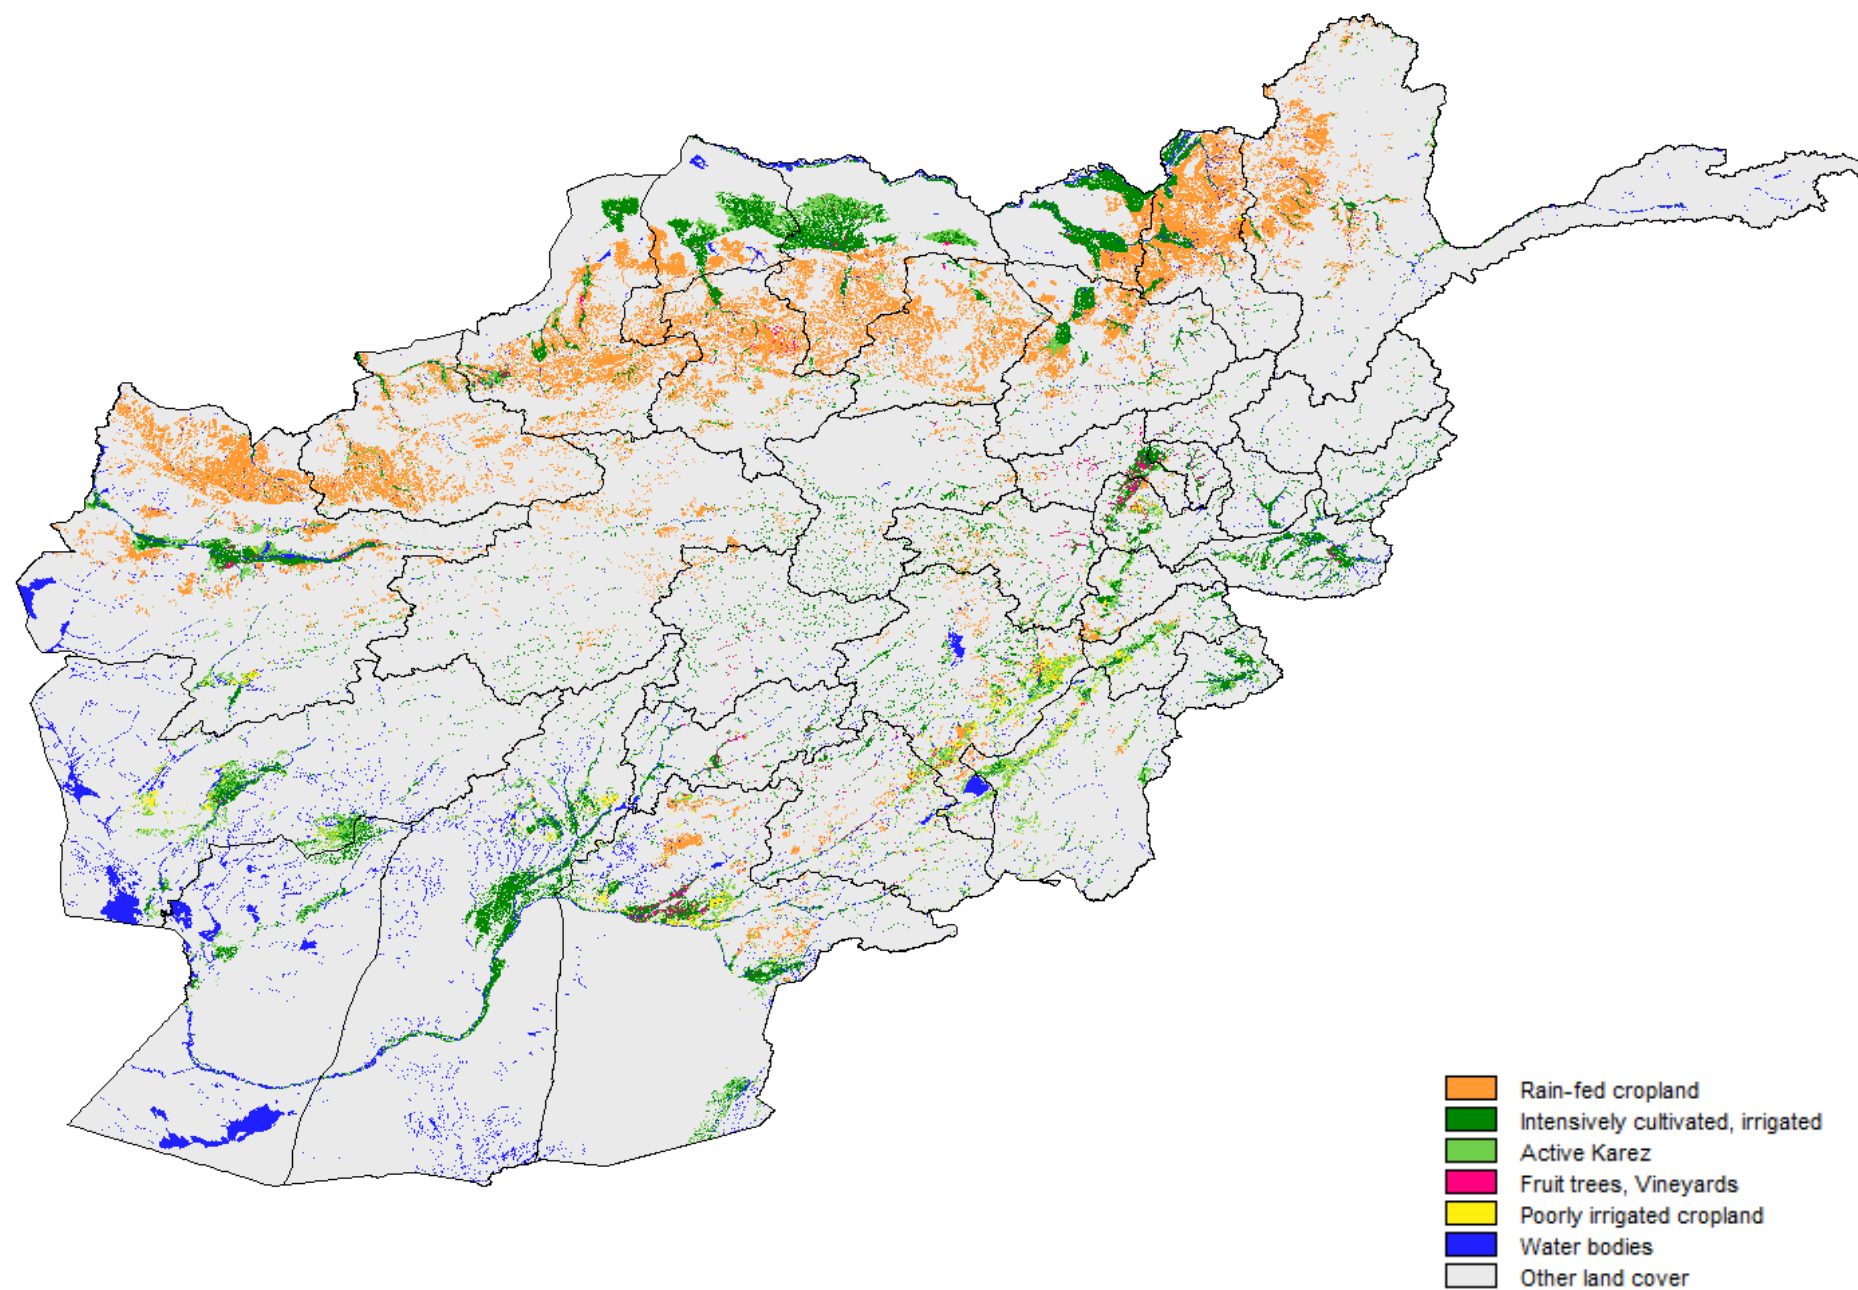 Rain-fed cropland
Intensively cultivated, irrigated
Active Karez
Fruit trees, Vineyards
Poorly irrigated cropland
Water bodies
Other land cover